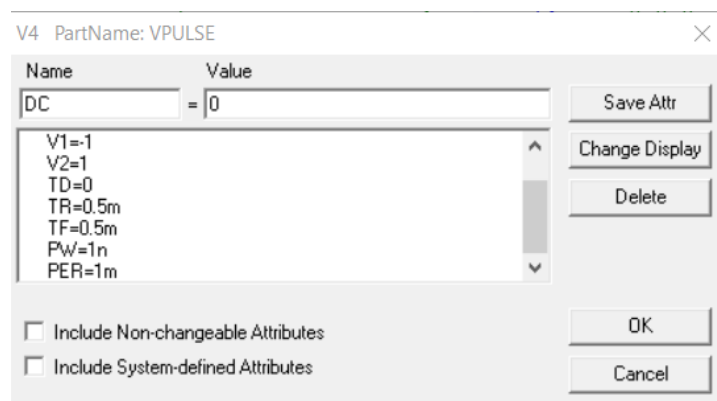 V4 PartName: VPULSE
Name Value
DC = 0
Save Attr
V1=-1
V2=1
TD=0
TR=0.5m
TF=0.5m
PW=1n
PER=1m
Change Display
Delete
Include Non-changeable Attributes
Include System-defined Attributes
OK
Cancel